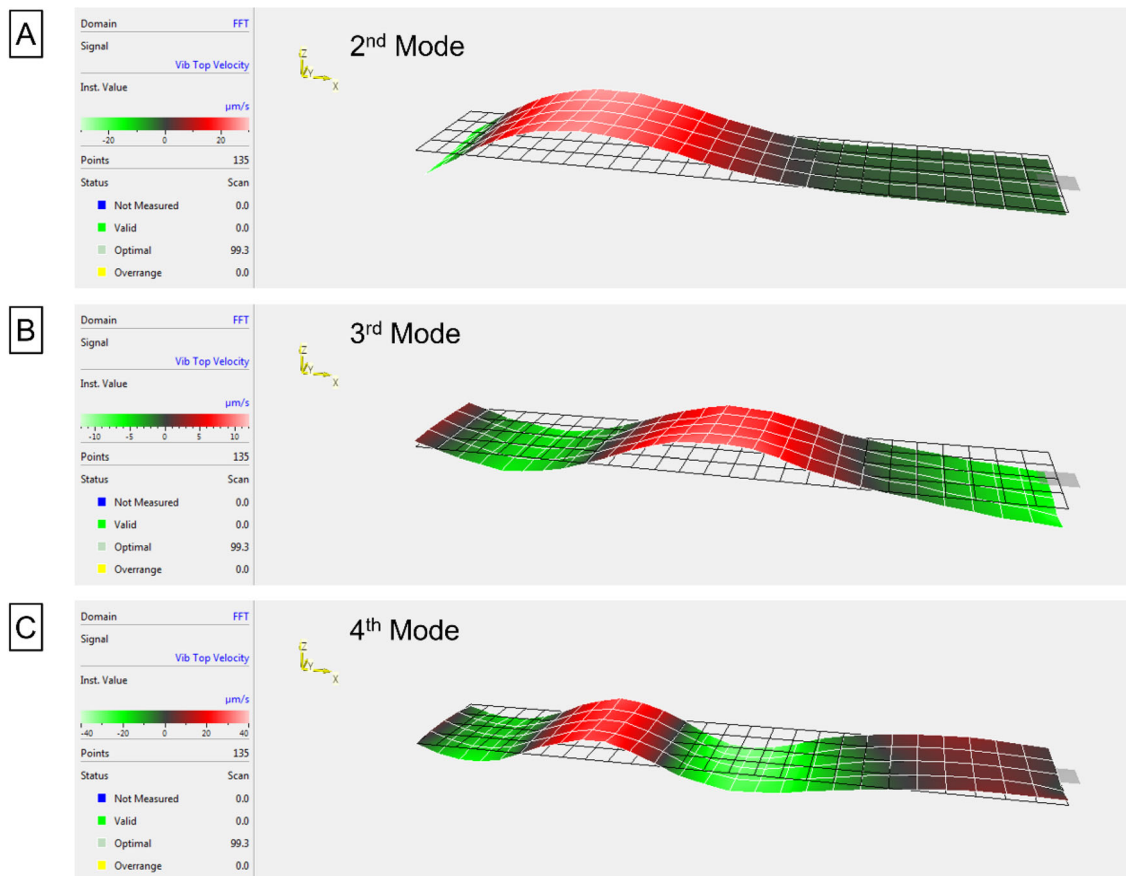 A
Domain FFT
Signal
Vib Top Velocity
Inst. Value
µm/s
-20 0 20
Points 135
Status Scan
Not Measured 0.0
Valid 0.0
Optimal 99.3
Overrange 0.0
2nd Mode
Z
Y
X
B
Domain FFT
Signal
Vib Top Velocity
Inst. Value
µm/s
-10 -5 0 5 10
Points 135
Status Scan
Not Measured 0.0
Valid 0.0
Optimal 99.3
Overrange 0.0
3rd Mode
Z
Y
X
C
Domain FFT
Signal
Vib Top Velocity
Inst. Value
µm/s
-40 -20 0 20 40
Points 135
Status Scan
Not Measured 0.0
Valid 0.0
Optimal 99.3
Overrange 0.0
4th Mode
Z
Y
X